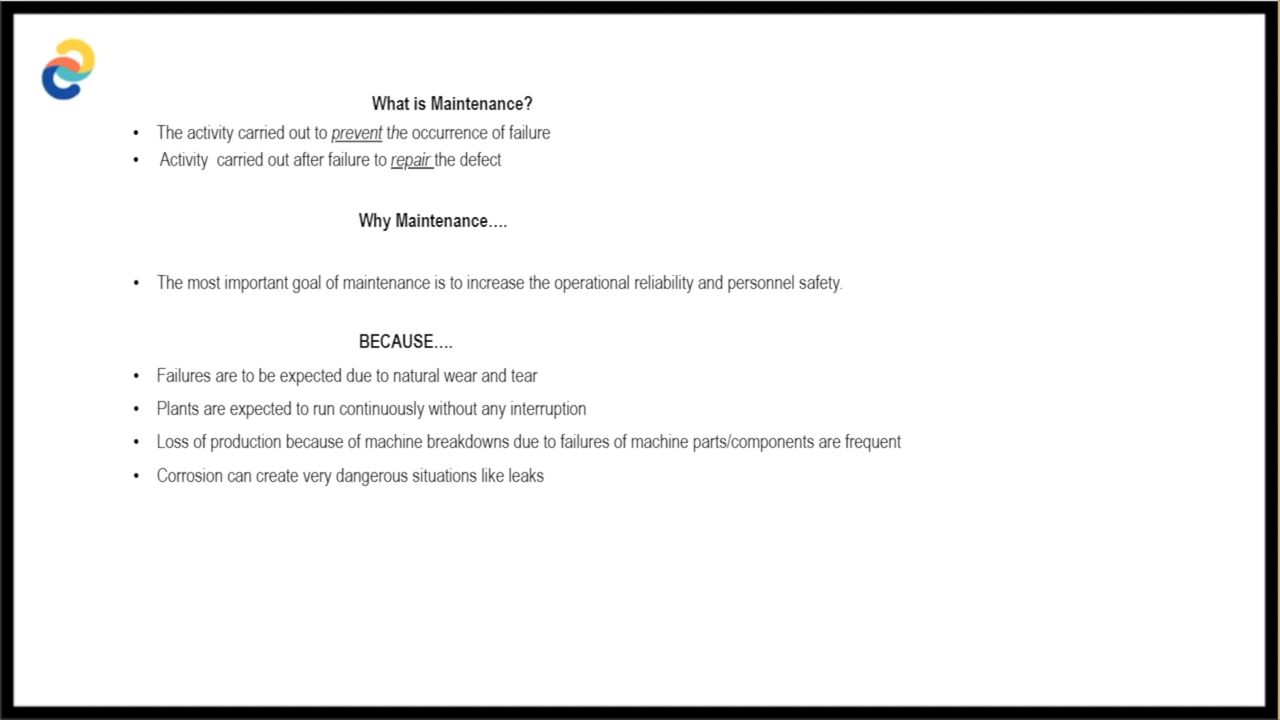 What is Maintenance?
• The activity carried out to prevent the occurrence of failure
• Activity carried out after failure to repair the defect
Why Maintenance....
• The most important goal of maintenance is to increase the operational reliability and personnel safety.
BECAUSE....
• Failures are to be expected due to natural wear and tear
• Plants are expected to run continuously without any interruption
• Loss of production because of machine breakdowns due to failures of machine parts/components are frequent
• Corrosion can create very dangerous situations like leaks